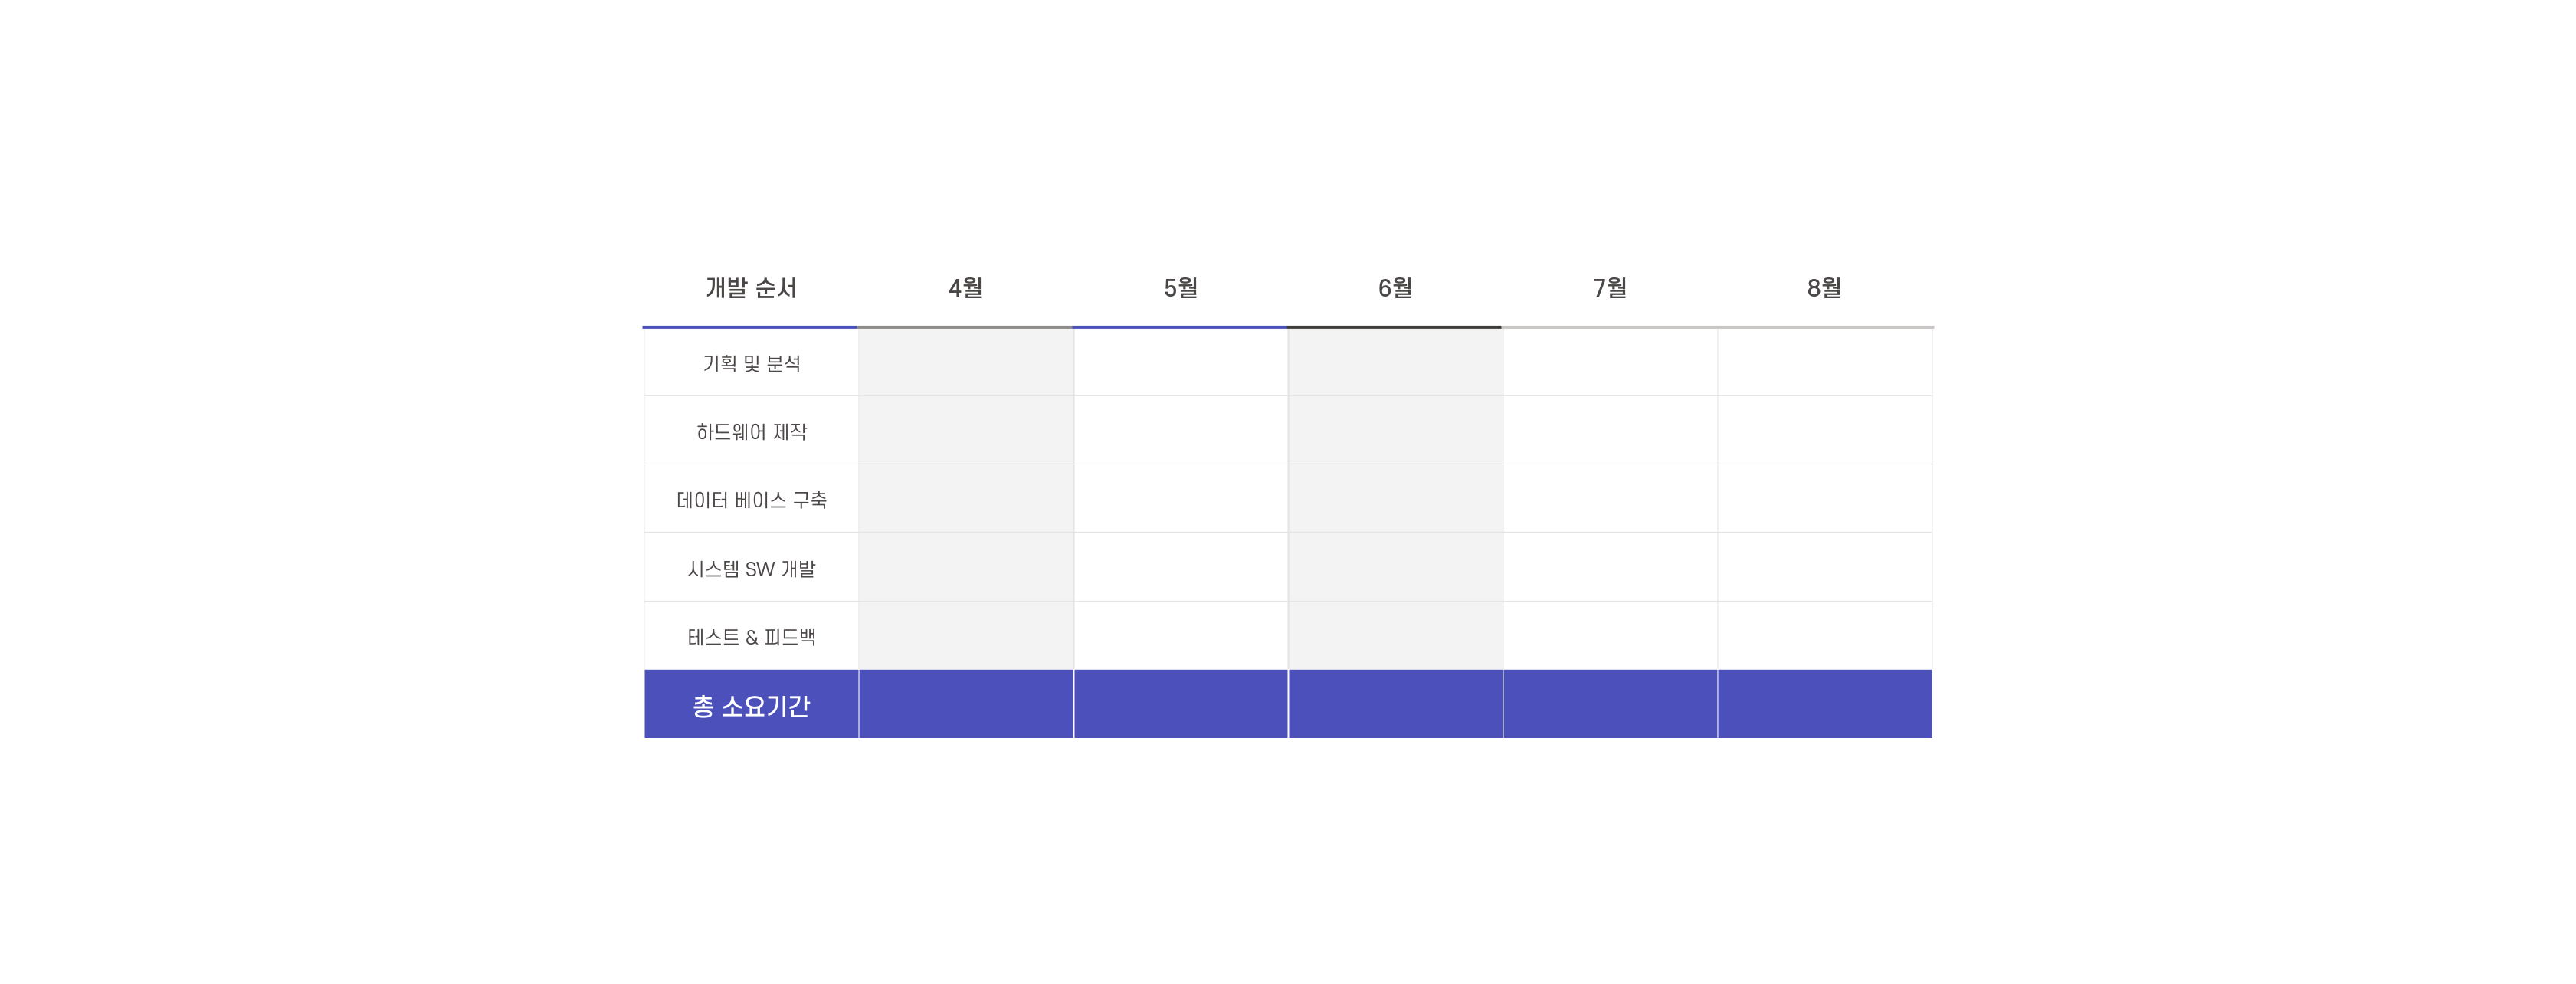 개발 순서 4월 5월 6월 7월 8월
기획 및 분석
하드웨어 제작
데이터 베이스 구축
시스템 SW 개발
테스트 & 피드백
총 소요기간